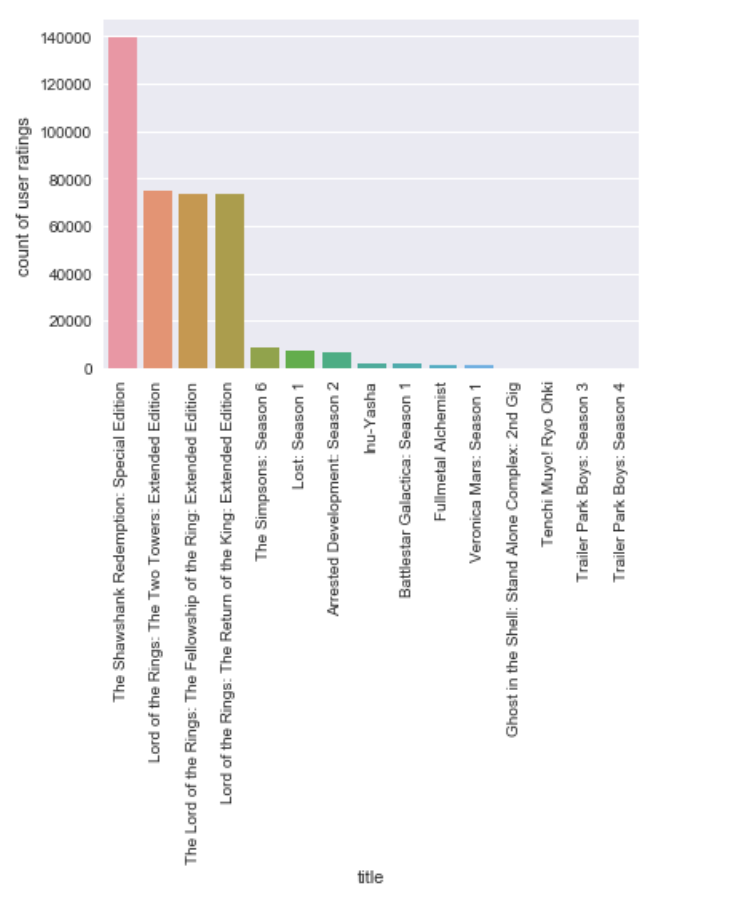 140000
120000
100000
80000
60000
40000
20000
0
count of user ratings
The Shawshank Redemption: Special Edition
Lord of the Rings: The Two Towers: Extended Edition
The Lord of the Rings: The Fellowship of the Ring: Extended Edition
Lord of the Rings: The Return of the King: Extended Edition
The Simpsons: Season 6
Lost: Season 1
Arrested Development: Season 2
Inu-Yasha
Battlestar Galactica: Season 1
Fullmetal Alchemist
Veronica Mars: Season 1
Ghost in the Shell: Stand Alone Complex: 2nd Gig
Tenchi Muyo! Ryo Ohki
Trailer Park Boys: Season 3
Trailer Park Boys: Season 4
title